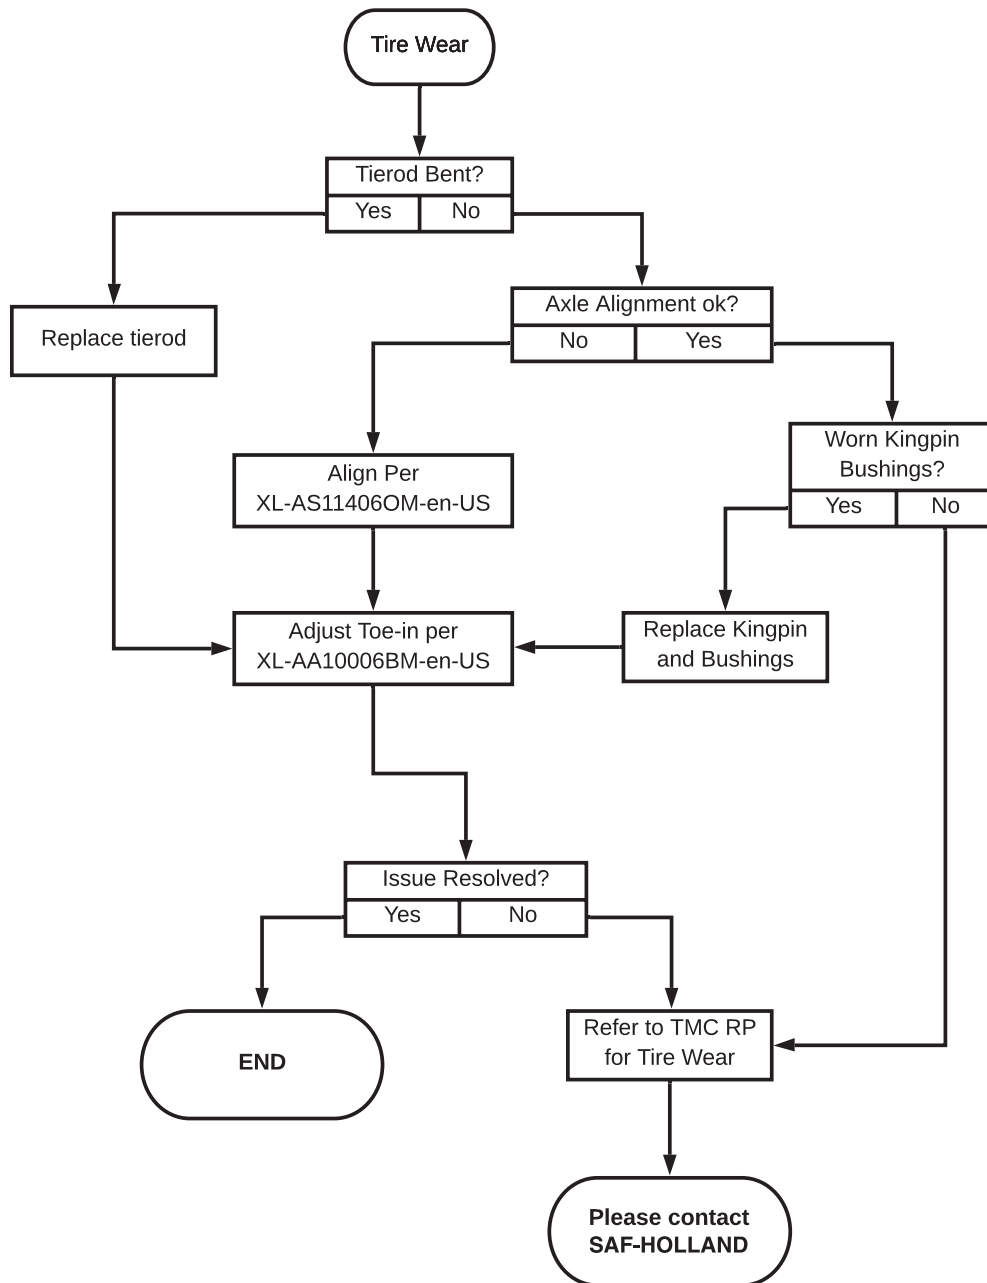 Tire Wear
Tierod Bent?
Yes
No
Axle Alignment ok?
No
Yes
Replace tierod
Worn Kingpin
Bushings?
Yes
No
Align Per
XL-AS11406OM-en-US
Adjust Toe-in per
XL-AA10006BM-en-US
Replace Kingpin
and Bushings
Issue Resolved?
Yes
No
END
Refer to TMC RP
for Tire Wear
Please contact
SAF-HOLLAND